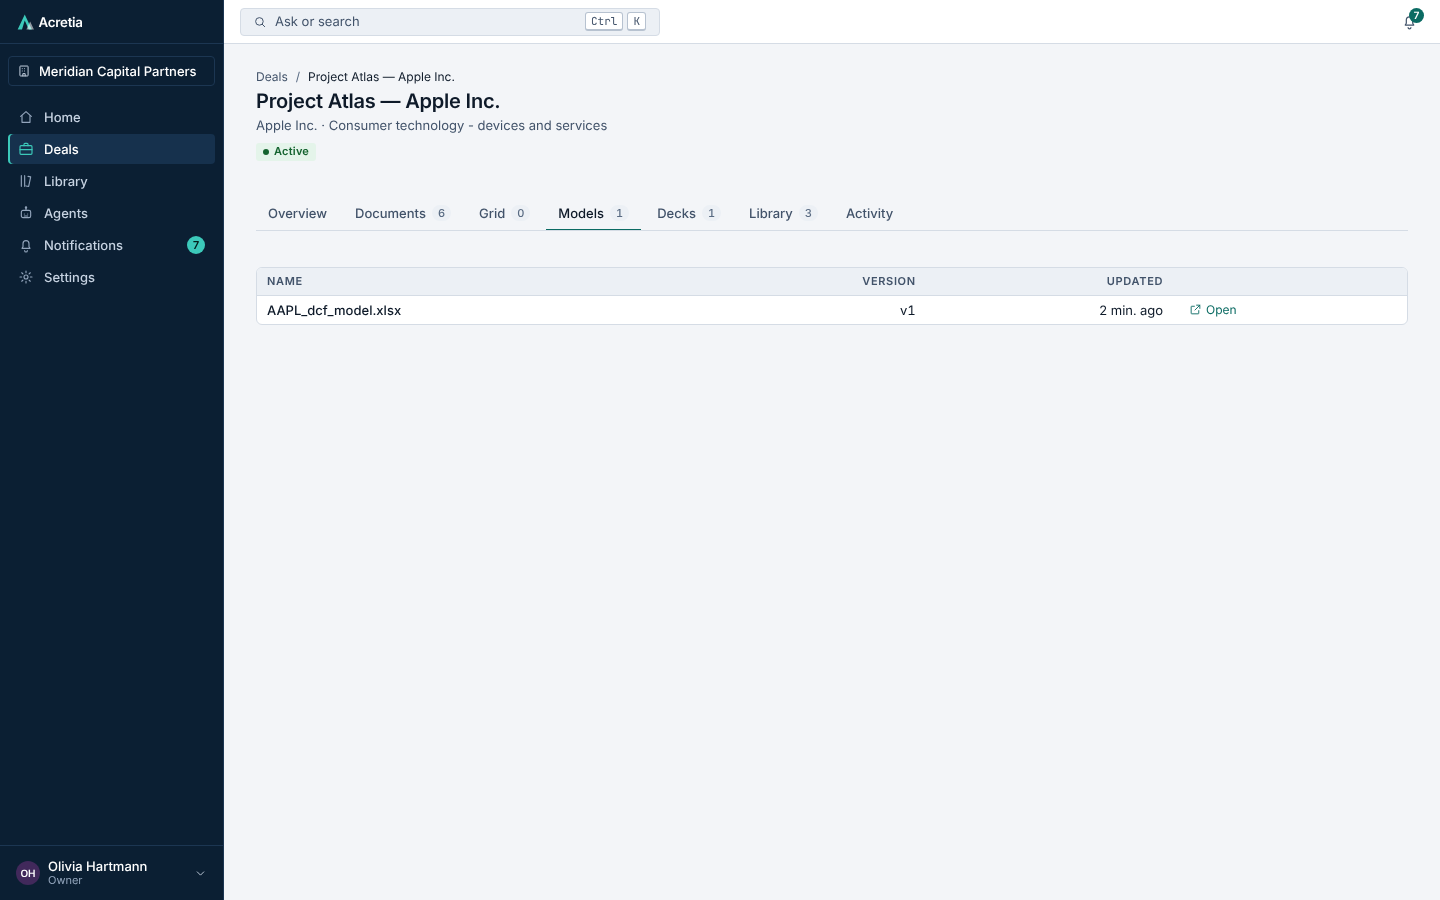 Acretia
Ask or search
Ctrl K
7
Meridian Capital Partners
Home
Deals
Library
Agents
Notifications 7
Settings
Deals / Project Atlas — Apple Inc.
Project Atlas — Apple Inc.
Apple Inc. · Consumer technology - devices and services
Active
Overview Documents 6 Grid 0 Models 1 Decks 1 Library 3 Activity
NAME VERSION UPDATED
AAPL_dcf_model.xlsx v1 2 min. ago Open
OH Olivia Hartmann
Owner